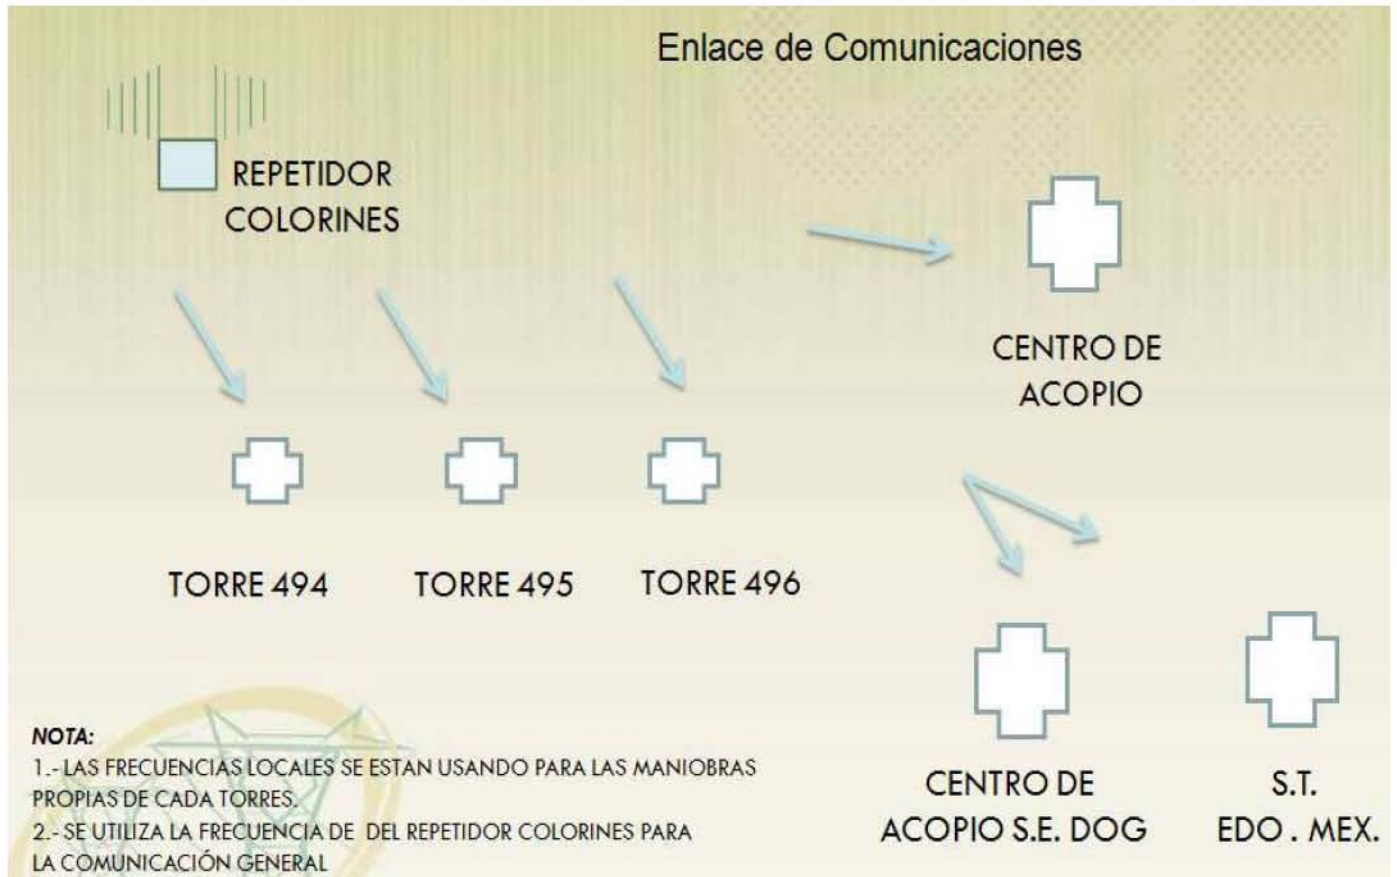 Enlace de Comunicaciones
REPETIDOR
COLORINES
CENTRO DE
ACOPIO
TORRE 494
TORRE 495
TORRE 496
CENTRO DE
ACOPIO S.E. DOG
S.T.
EDO . MEX.
NOTA:
1.- LAS FRECUENCIAS LOCALES SE ESTAN USANDO PARA LAS MANIOBRAS
PROPIAS DE CADA TORRES.
2.- SE UTILIZA LA FRECUENCIA DE DEL REPETIDOR COLORINES PARA
LA COMUNICACIÓN GENERAL